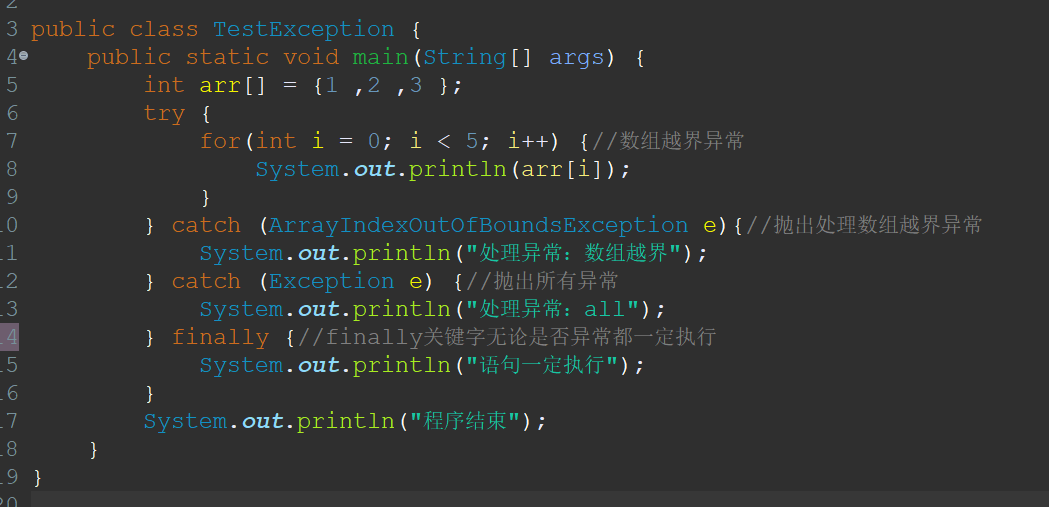 2
3 public class TestException {
4 public static void main(String[] args) {
5 int arr[] = {1 ,2 ,3 };
6 try {
7 for(int i = 0; i < 5; i++) {//数组越界异常
8 System.out.println(arr[i]);
9 }
10 } catch (ArrayIndexOutOfBoundsException e){//抛出处理数组越界异常
11 System.out.println("处理异常：数组越界");
12 } catch (Exception e) {//抛出所有异常
13 System.out.println("处理异常：all");
14 } finally {//finally关键字无论是否异常都一定执行
15 System.out.println("语句一定执行");
16 }
17 System.out.println("程序结束");
18 }
19 }
20